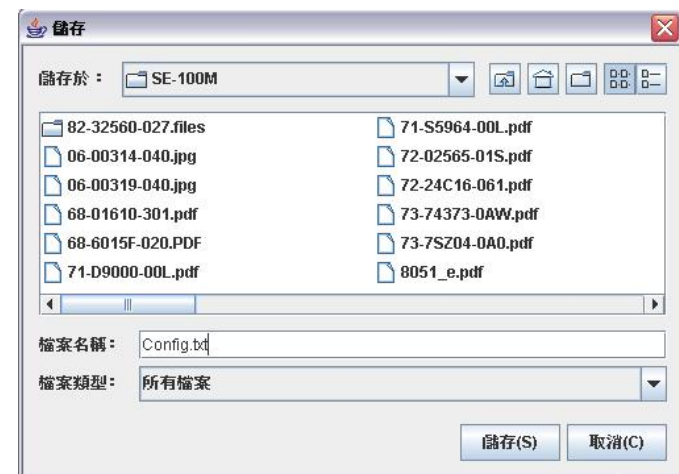 儲存
儲存於： SE-100M
82-32560-027.files
06-00314-040.jpg
06-00319-040.jpg
68-01610-301.pdf
68-6015F-020.PDF
71-D9000-00L.pdf
71-S5964-00L.pdf
72-02565-01S.pdf
72-24C16-061.pdf
73-74373-0AW.pdf
73-7SZ04-0A0.pdf
8051_e.pdf
檔案名稱： Config.txt
檔案類型： 所有檔案
儲存(S) 取消(C)